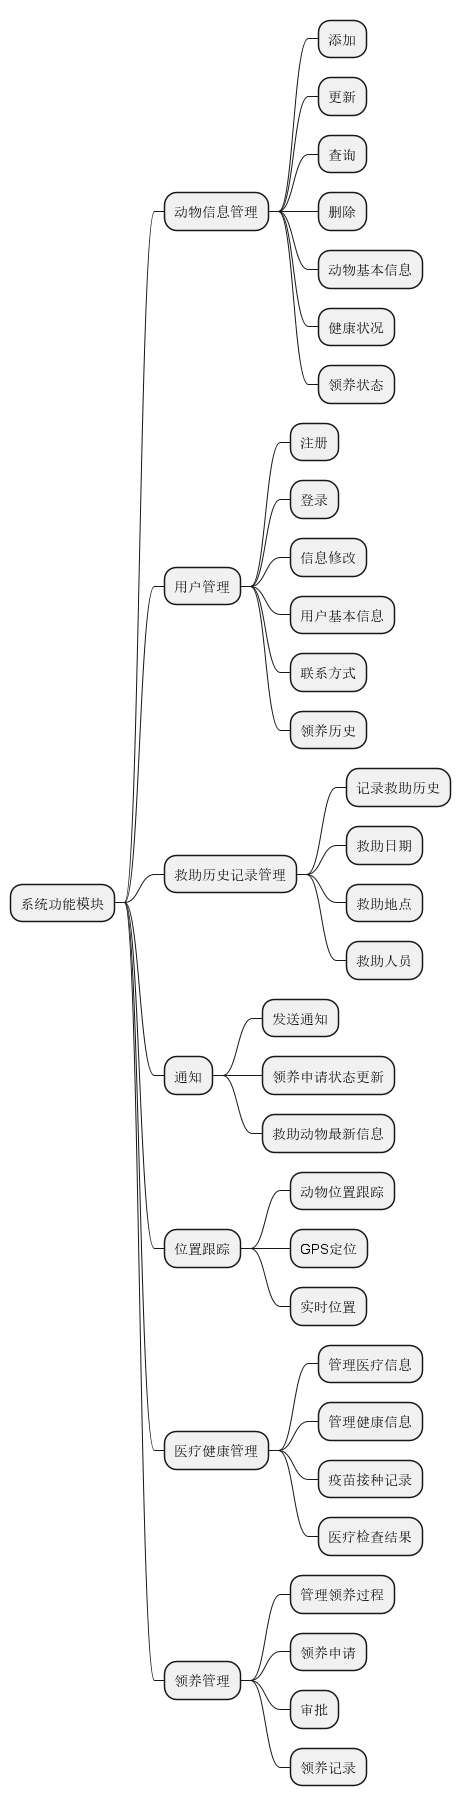 系统功能模块
动物信息管理
添加
更新
查询
删除
动物基本信息
健康状况
领养状态
用户管理
注册
登录
信息修改
用户基本信息
联系方式
领养历史
救助历史记录管理
记录救助历史
救助日期
救助地点
救助人员
通知
发送通知
领养申请状态更新
救助动物最新信息
位置跟踪
动物位置跟踪
GPS定位
实时位置
医疗健康管理
管理医疗信息
管理健康信息
疫苗接种记录
医疗检查结果
领养管理
管理领养过程
领养申请
审批
领养记录